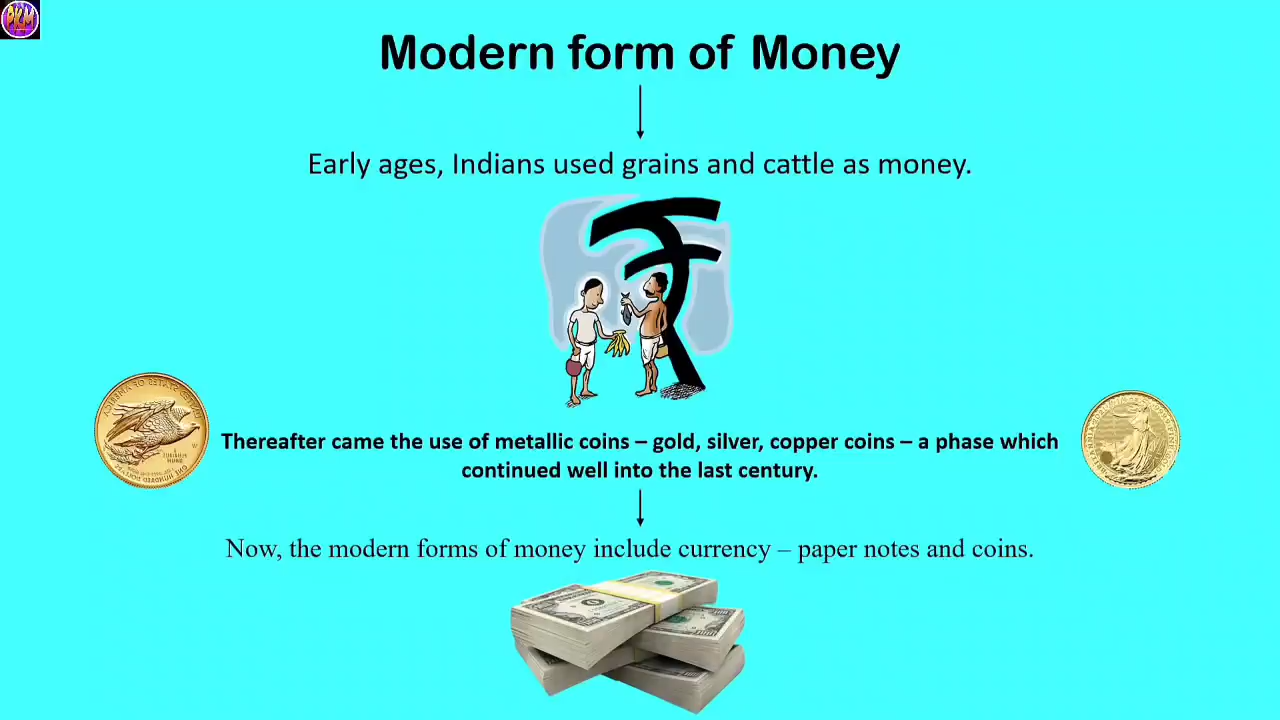 PKM
Modern form of Money
Early ages, Indians used grains and cattle as money.
Thereafter came the use of metallic coins – gold, silver, copper coins – a phase which
continued well into the last century.
Now, the modern forms of money include currency – paper notes and coins.